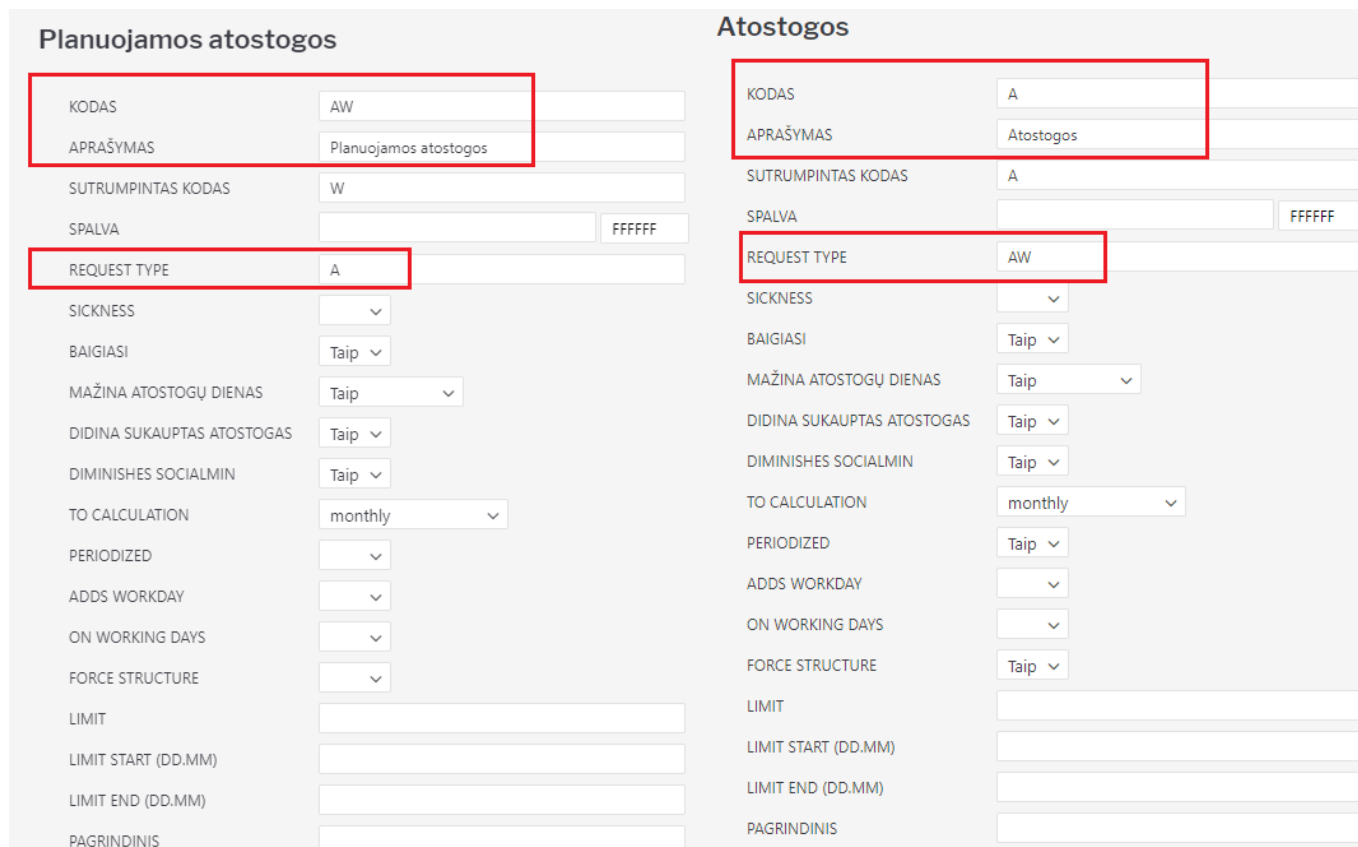 Planuojamos atostogos
KODAS AW
APRAŠYMAS Planuojamos atostogos
SUTRUMPINTAS KODAS W
SPALVA FFFFFF
REQUEST TYPE A
SICKNESS
BAIGIASI Taip
MAŽINA ATOSTOGŲ DIENAS Taip
DIDINA SUKAUPTAS ATOSTOGAS Taip
DIMINISHES SOCIALMIN Taip
TO CALCULATION monthly
PERIODIZED
ADDS WORKDAY
ON WORKING DAYS
FORCE STRUCTURE
LIMIT
LIMIT START (DD.MM)
LIMIT END (DD.MM)
PAGRINDINIS
Atostogos
KODAS A
APRAŠYMAS Atostogos
SUTRUMPINTAS KODAS A
SPALVA FFFFFF
REQUEST TYPE AW
SICKNESS
BAIGIASI Taip
MAŽINA ATOSTOGŲ DIENAS Taip
DIDINA SUKAUPTAS ATOSTOGAS Taip
DIMINISHES SOCIALMIN Taip
TO CALCULATION monthly
PERIODIZED Taip
ADDS WORKDAY
ON WORKING DAYS
FORCE STRUCTURE Taip
LIMIT
LIMIT START (DD.MM)
LIMIT END (DD.MM)
PAGRINDINIS